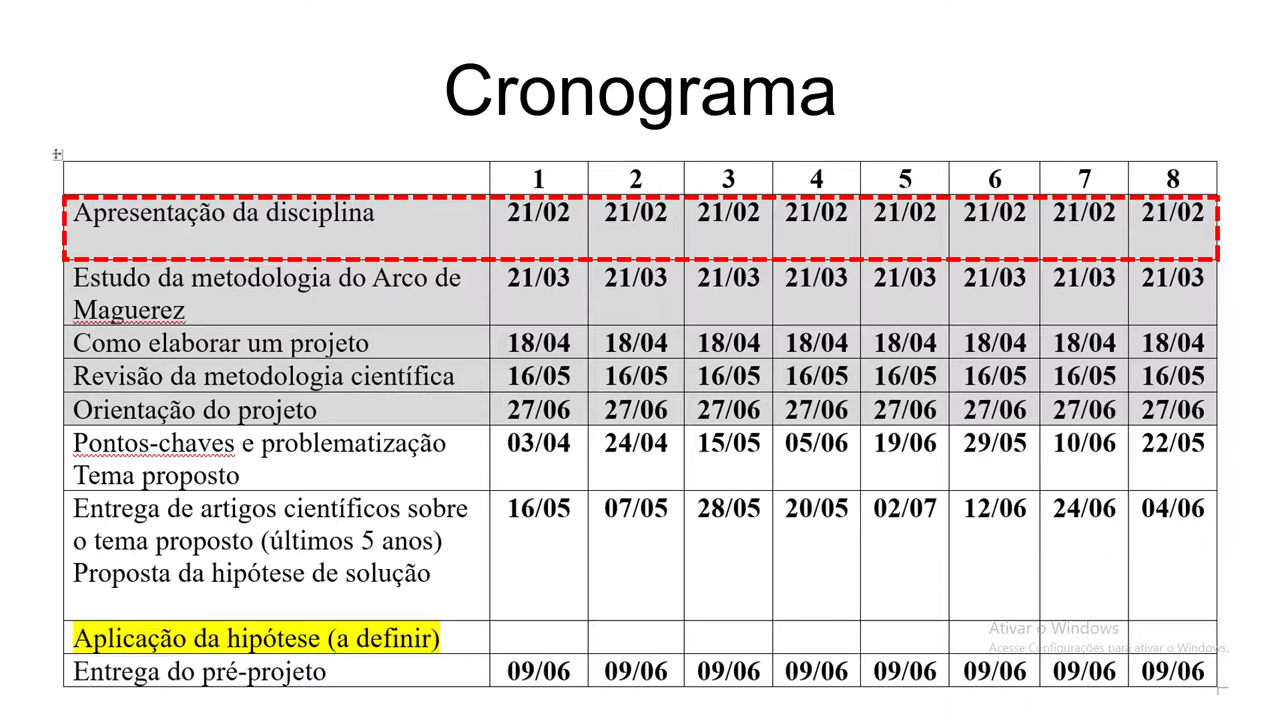 Cronograma
1 2 3 4 5 6 7 8
Apresentação da disciplina 21/02 21/02 21/02 21/02 21/02 21/02 21/02 21/02
Estudo da metodologia do Arco de 21/03 21/03 21/03 21/03 21/03 21/03 21/03 21/03
Maguerez
Como elaborar um projeto 18/04 18/04 18/04 18/04 18/04 18/04 18/04 18/04
Revisão da metodologia científica 16/05 16/05 16/05 16/05 16/05 16/05 16/05 16/05
Orientação do projeto 27/06 27/06 27/06 27/06 27/06 27/06 27/06 27/06
Pontos-chaves e problematização 03/04 24/04 15/05 05/06 19/06 29/05 10/06 22/05
Tema proposto
Entrega de artigos científicos sobre 16/05 07/05 28/05 20/05 02/07 12/06 24/06 04/06
o tema proposto (últimos 5 anos)
Proposta da hipótese de solução
Aplicação da hipótese (a definir)
Ativar o Windows
Acesse Configurações para ativar o Windows.
Entrega do pré-projeto 09/06 09/06 09/06 09/06 09/06 09/06 09/06 09/06